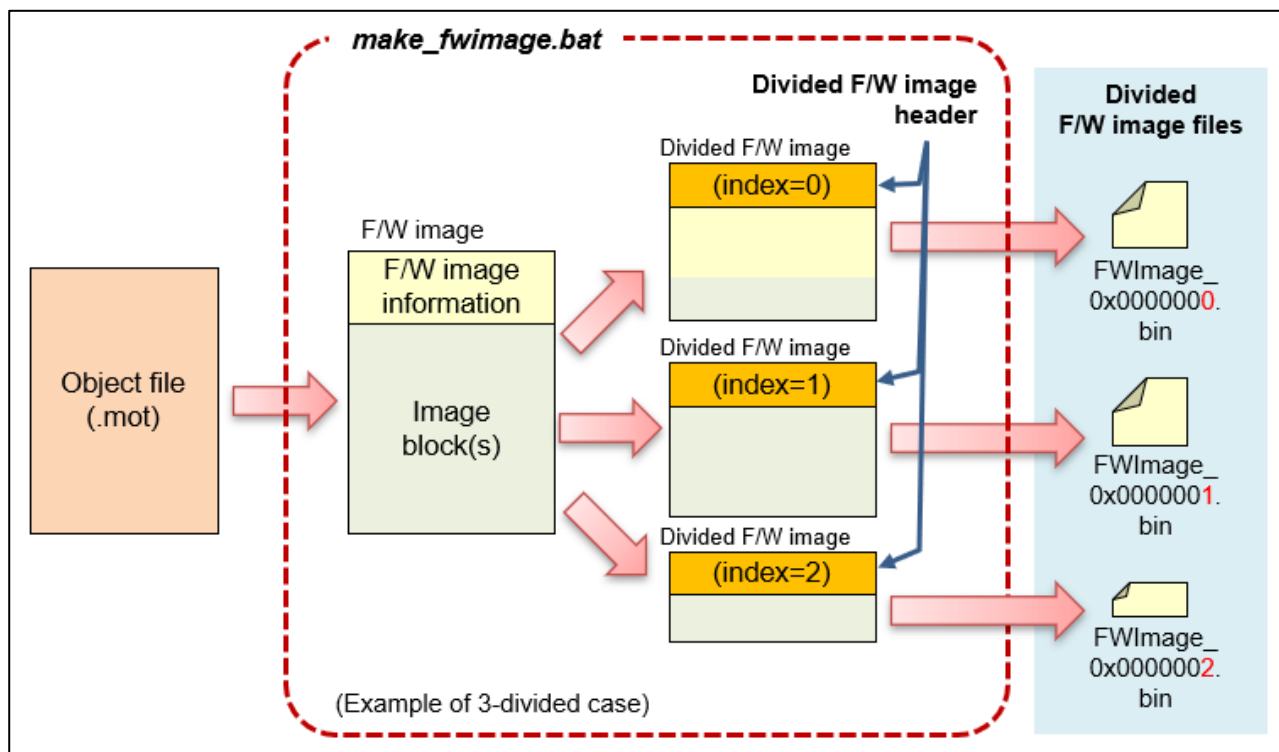 make_fwimage.bat
Divided F/W image
header
Divided
F/W image files
Object file
(.mot)
F/W image
F/W image
information
Image
block(s)
Divided F/W image
(index=0)
Divided F/W image
(index=1)
Divided F/W image
(index=2)
FWImage_
0x0000000.
bin
FWImage_
0x0000001.
bin
FWImage_
0x0000002.
bin
(Example of 3-divided case)